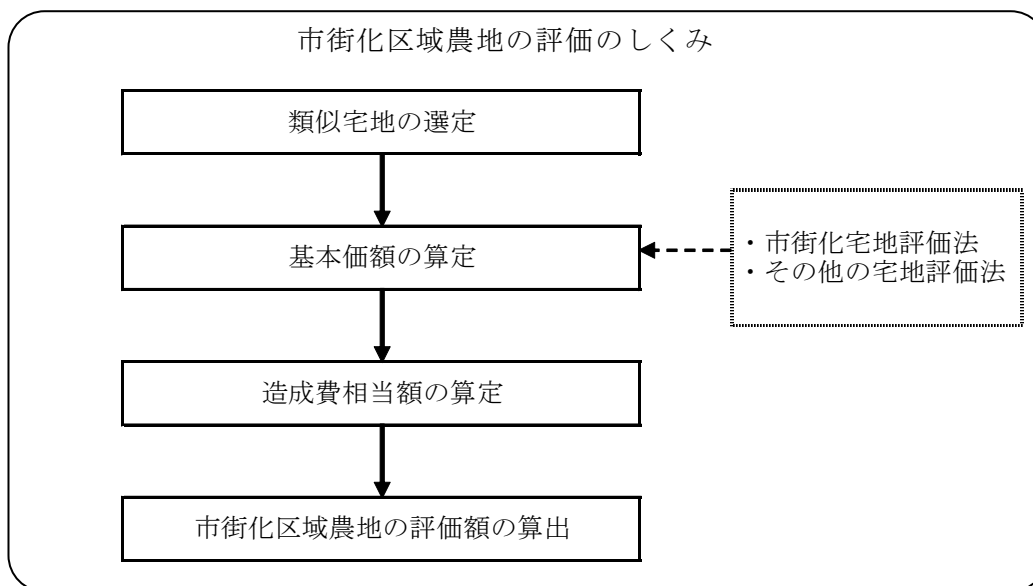 市街化区域農地の評価のしくみ
類似宅地の選定
基本価額の算定
・市街化宅地評価法
・その他の宅地評価法
造成費相当額の算定
市街化区域農地の評価額の算出